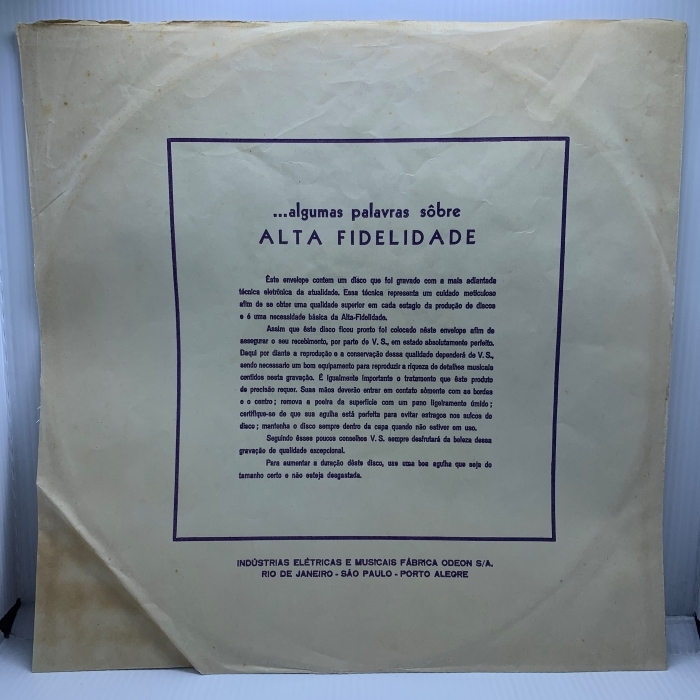 ...algumas palavras sôbre
ALTA FIDELIDADE
Êste envelope contem um disco que foi gravado com a mais adiantada
técnica eletrônica da atualidade. Essa técnica representa um cuidado meticuloso
afim de se obter uma qualidade superior em cada estagio da produção de discos
e é uma necessidade básica da Alta-Fidelidade.
Assim que êste disco ficou pronto foi colocado nêste envelope afim de
assegurar o seu recebimento, por parte de V. S., em estado absolutamente perfeito.
Daqui por diante a reprodução e a conservação dessa qualidade dependerá de V. S.,
sendo necessario um bom equipamento para reproduzir a riqueza de detalhes musicais
contidos nesta gravação. É igualmente importante o tratamento que êste produto
de precisão requer. Suas mãos deverão entrar em contato sòmente com as bordas
e o centro; remova a poeira da superfície com um pano ligeiramente úmido;
certifique-se de que sua agulha está perfeita para evitar estragos nos sulcos do
disco; mantenha o disco sempre dentro da capa quando não estiver em uso.
Seguindo êsses poucos conselhos V. S. sempre desfrutará da beleza dessa
gravação de qualidade excepcional.
Para aumentar a duração dêste disco, use uma boa agulha que seja do
tamanho certo e não esteja desgastada.
INDÚSTRIAS ELÉTRICAS E MUSICAIS FÁBRICA ODEON S/A.
RIO DE JANEIRO - SÃO PAULO - PORTO ALEGRE